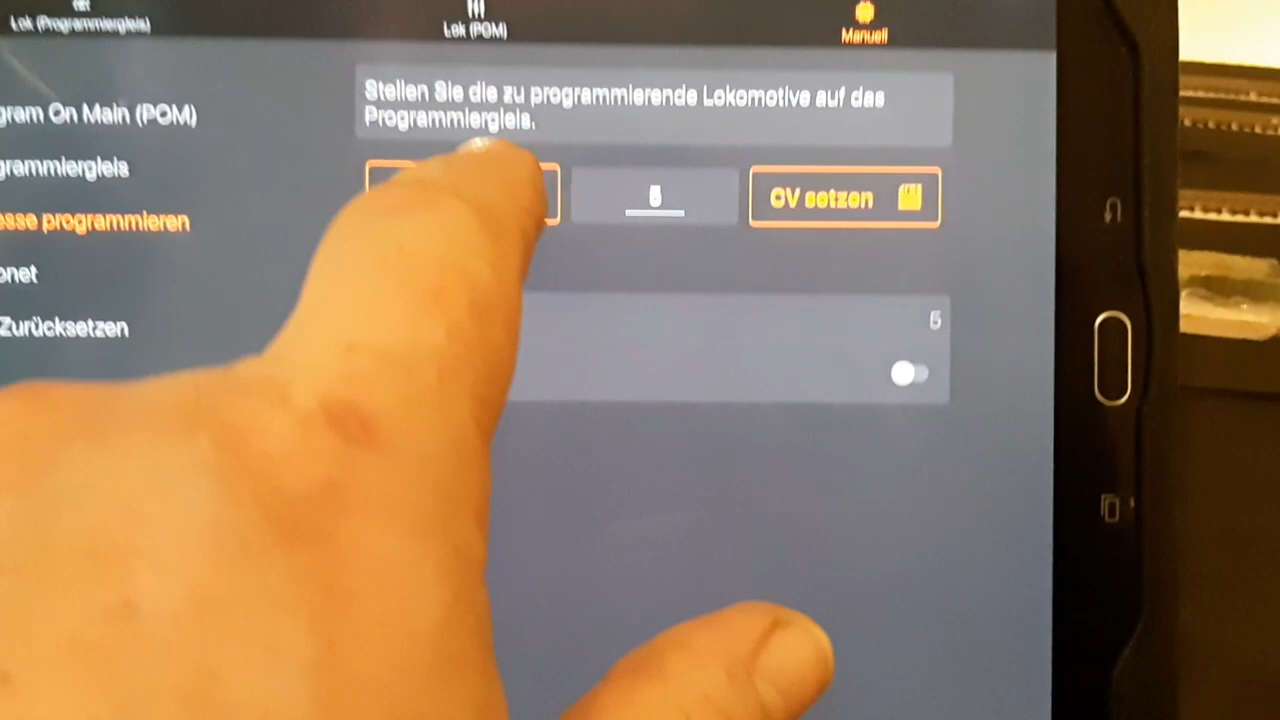 Lok (Programmiergleis)
Lok (POM)
Manuell
gram On Main (POM)
grammiergleis
esse programmieren
onet
Zurücksetzen
Stellen Sie die zu programmierende Lokomotive auf das
Programmiergleis.
CV setzen
5